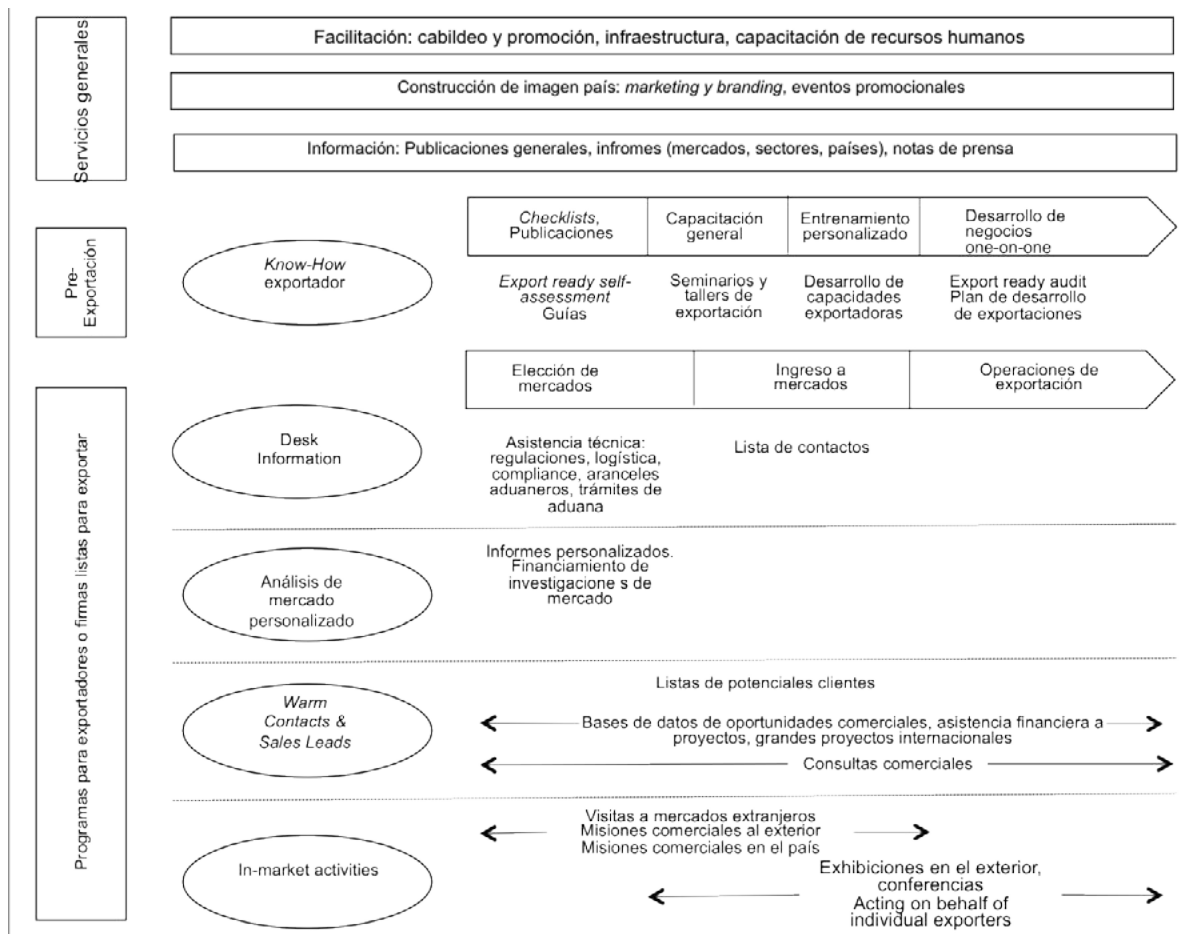 Servicios generales
Facilitación: cabildeo y promoción, infraestructura, capacitación de recursos humanos
Construcción de imagen país: marketing y branding, eventos promocionales
Información: Publicaciones generales, infromes (mercados, sectores, países), notas de prensa
Pre-
Exportación
Know-How
exportador
Checklists,
Publicaciones
Capacitación
general
Entrenamiento
personalizado
Desarrollo de
negocios
one-on-one
Export ready self-
assessment
Guías
Seminarios y
tallers de
exportación
Desarrollo de
capacidades
exportadoras
Export ready audit
Plan de desarrollo
de exportaciones
Programas para exportadores o firmas listas para exportar
Elección de
mercados
Ingreso a
mercados
Operaciones de
exportación
Desk
Information
Asistencia técnica:
regulaciones, logística,
compliance, aranceles
aduaneros, trámites de
aduana
Lista de contactos
Análisis de
mercado
personalizado
Informes personalizados.
Financiamiento de
investigacione s de
mercado
Warm
Contacts &
Sales Leads
Listas de potenciales clientes
Bases de datos de oportunidades comerciales, asistencia financiera a
proyectos, grandes proyectos internacionales
Consultas comerciales
In-market activities
Visitas a mercados extranjeros
Misiones comerciales al exterior
Misiones comerciales en el país
Exhibiciones en el exterior,
conferencias
Acting on behalf of
individual exporters